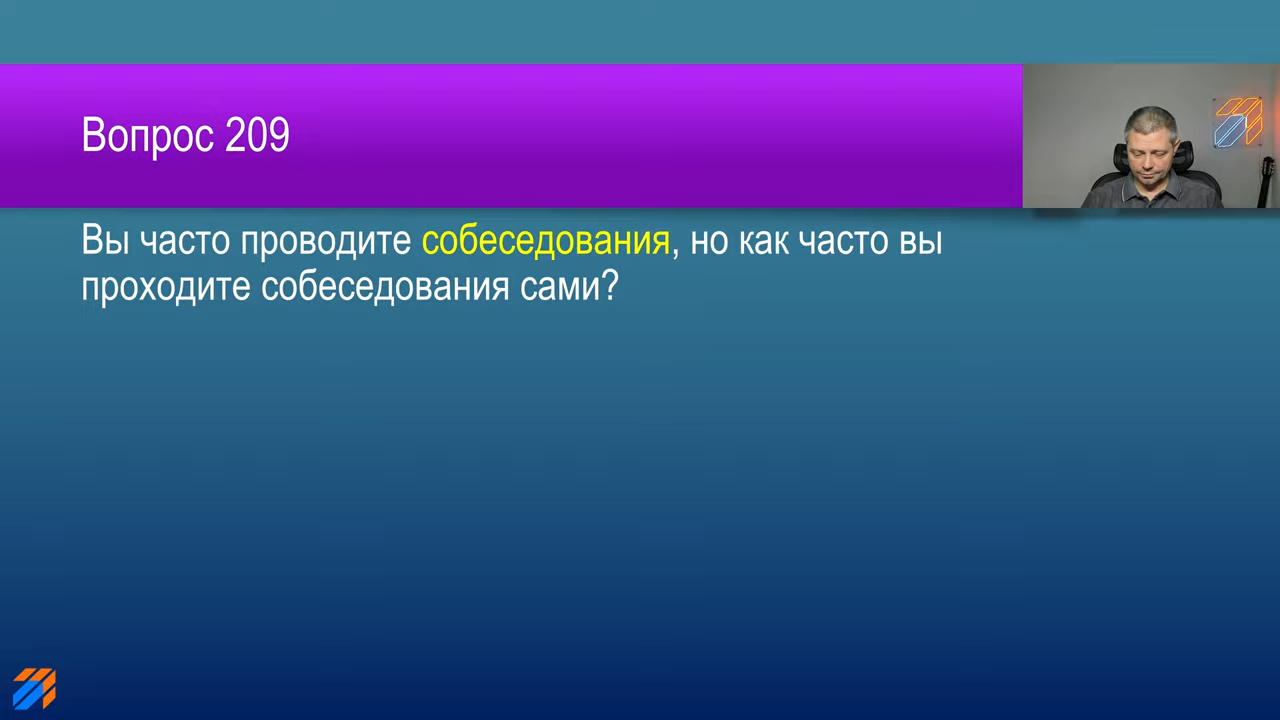 Вопрос 209
Вы часто проводите собеседования, но как часто вы
проходите собеседования сами?